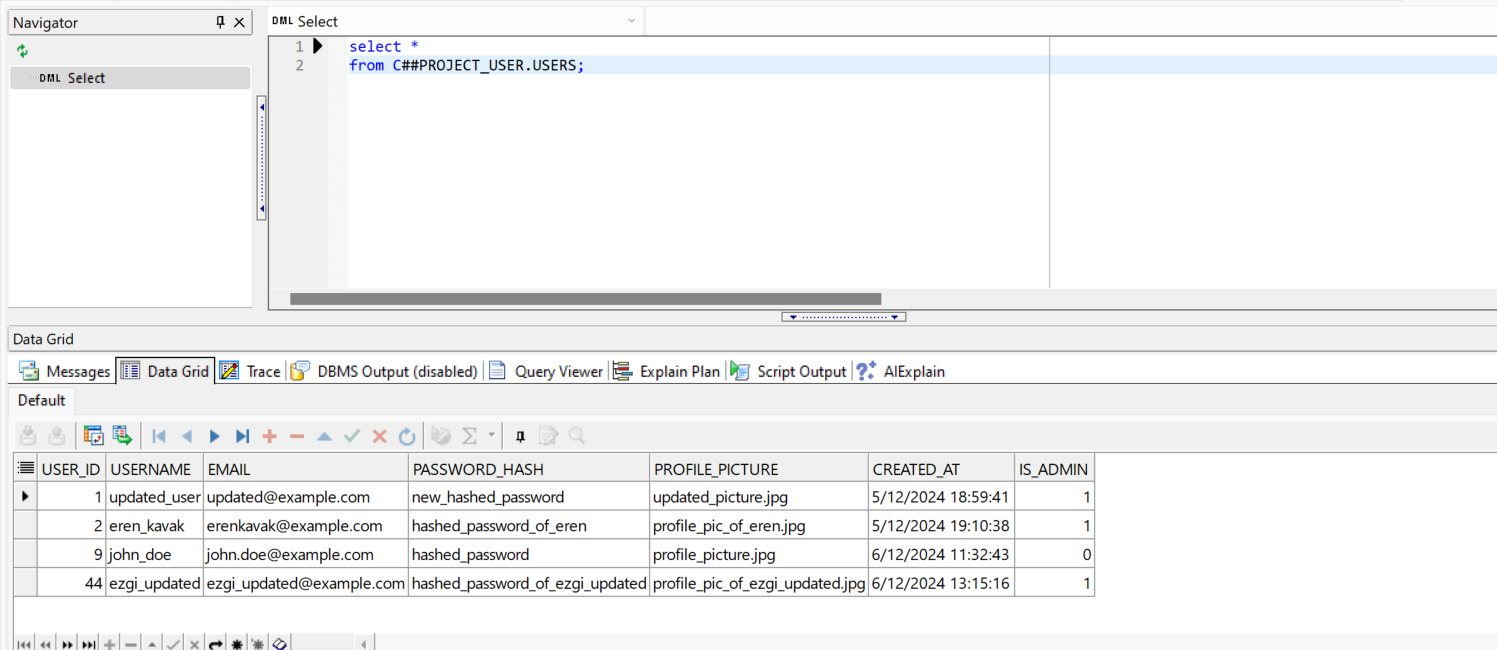 Navigator
DML Select
DML Select
1 select *
2 from C##PROJECT_USER.USERS;
Data Grid
Messages Data Grid Trace DBMS Output (disabled) Query Viewer Explain Plan Script Output AIExplain
Default
USER_ID USERNAME EMAIL PASSWORD_HASH PROFILE_PICTURE CREATED_AT IS_ADMIN
1 updated_user updated@example.com new_hashed_password updated_picture.jpg 5/12/2024 18:59:41 1
2 eren_kavak erenkavak@example.com hashed_password_of_eren profile_pic_of_eren.jpg 5/12/2024 19:10:38 1
9 john_doe john.doe@example.com hashed_password profile_picture.jpg 6/12/2024 11:32:43 0
44 ezgi_updated ezgi_updated@example.com hashed_password_of_ezgi_updated profile_pic_of_ezgi_updated.jpg 6/12/2024 13:15:16 1